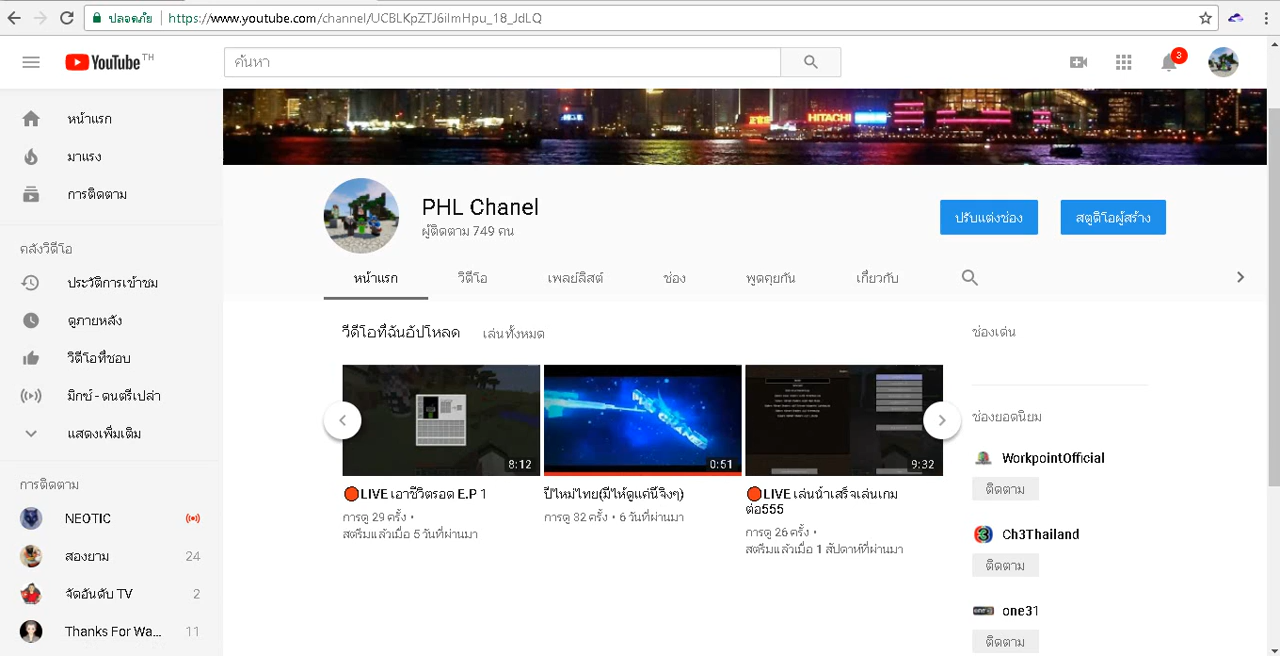 ปลอดภัย
https://www.youtube.com/channel/UCBLKpZTJ6iImHpu_18_JdLQ
YouTube TH
ค้นหา
3
หน้าแรก
มาแรง
การติดตาม
คลังวิดีโอ
ประวัติการเข้าชม
ดูภายหลัง
วิดีโอที่ชอบ
กีตาร์ดนตรีเปล่า
แสดงเพิ่มเติม
การติดตาม
NEOTIC
สองแสบ 24
จัดอันดับ TV 2
Thanks For Wa... 11
HITACHI
PHL Chanel
ผู้ติดตาม 749 คน
ปรับแต่งช่อง
สตูดิโอผู้สร้าง
หน้าแรก
วิดีโอ
เพลย์ลิสต์
ช่อง
พูดคุยกัน
เกี่ยวกับ
วิดีโอที่ฉันอัปโหลด
เล่นทั้งหมด
8:12
0:51
9:32
LIVE เอาชีวิตรอด E.P 1
การดู 29 ครั้ง •
สตรีมแล้วเมื่อ 5 วันที่ผ่านมา
ปีใหม่ไทย(มีให้ดูแค่นี้จิงๆ)
การดู 32 ครั้ง • 6 วันที่ผ่านมา
LIVE เล่นน้ำเสร็จเล่นเกม
ต่อ555
การดู 26 ครั้ง •
สตรีมแล้วเมื่อ 1 สัปดาห์ที่ผ่านมา
ช่องเด่น
ช่องยอดนิยม
WorkpointOfficial
ติดตาม
Ch3Thailand
ติดตาม
one31
ติดตาม